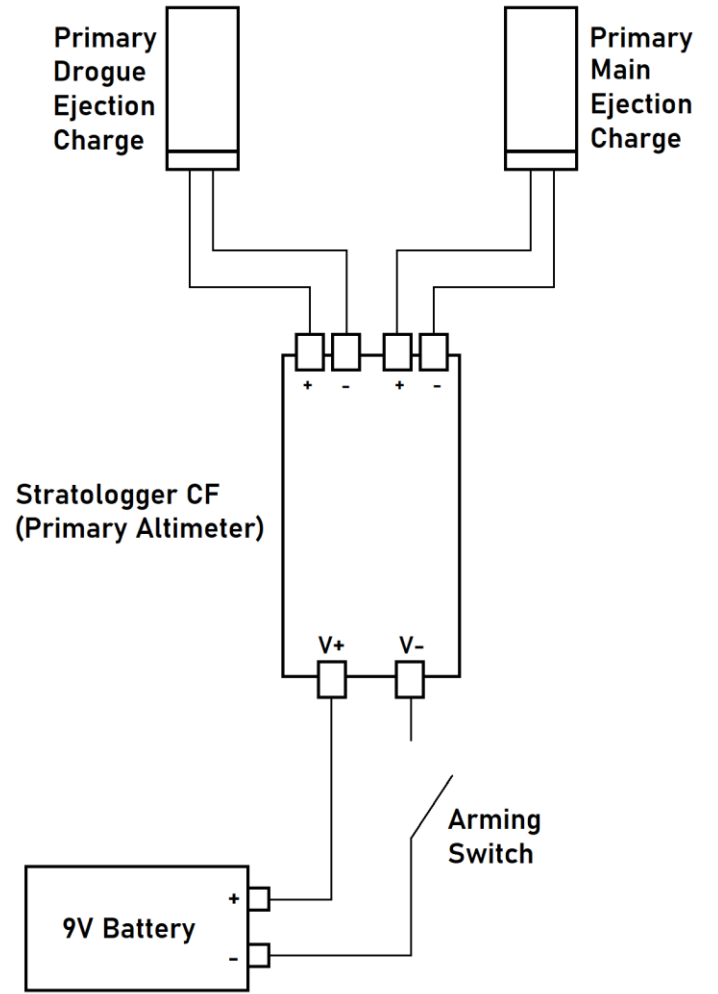 Primary
Drogue
Ejection
Charge
Primary
Main
Ejection
Charge
+ - + -
Stratologger CF
(Primary Altimeter)
V+ V-
Arming
Switch
+
9V Battery
-